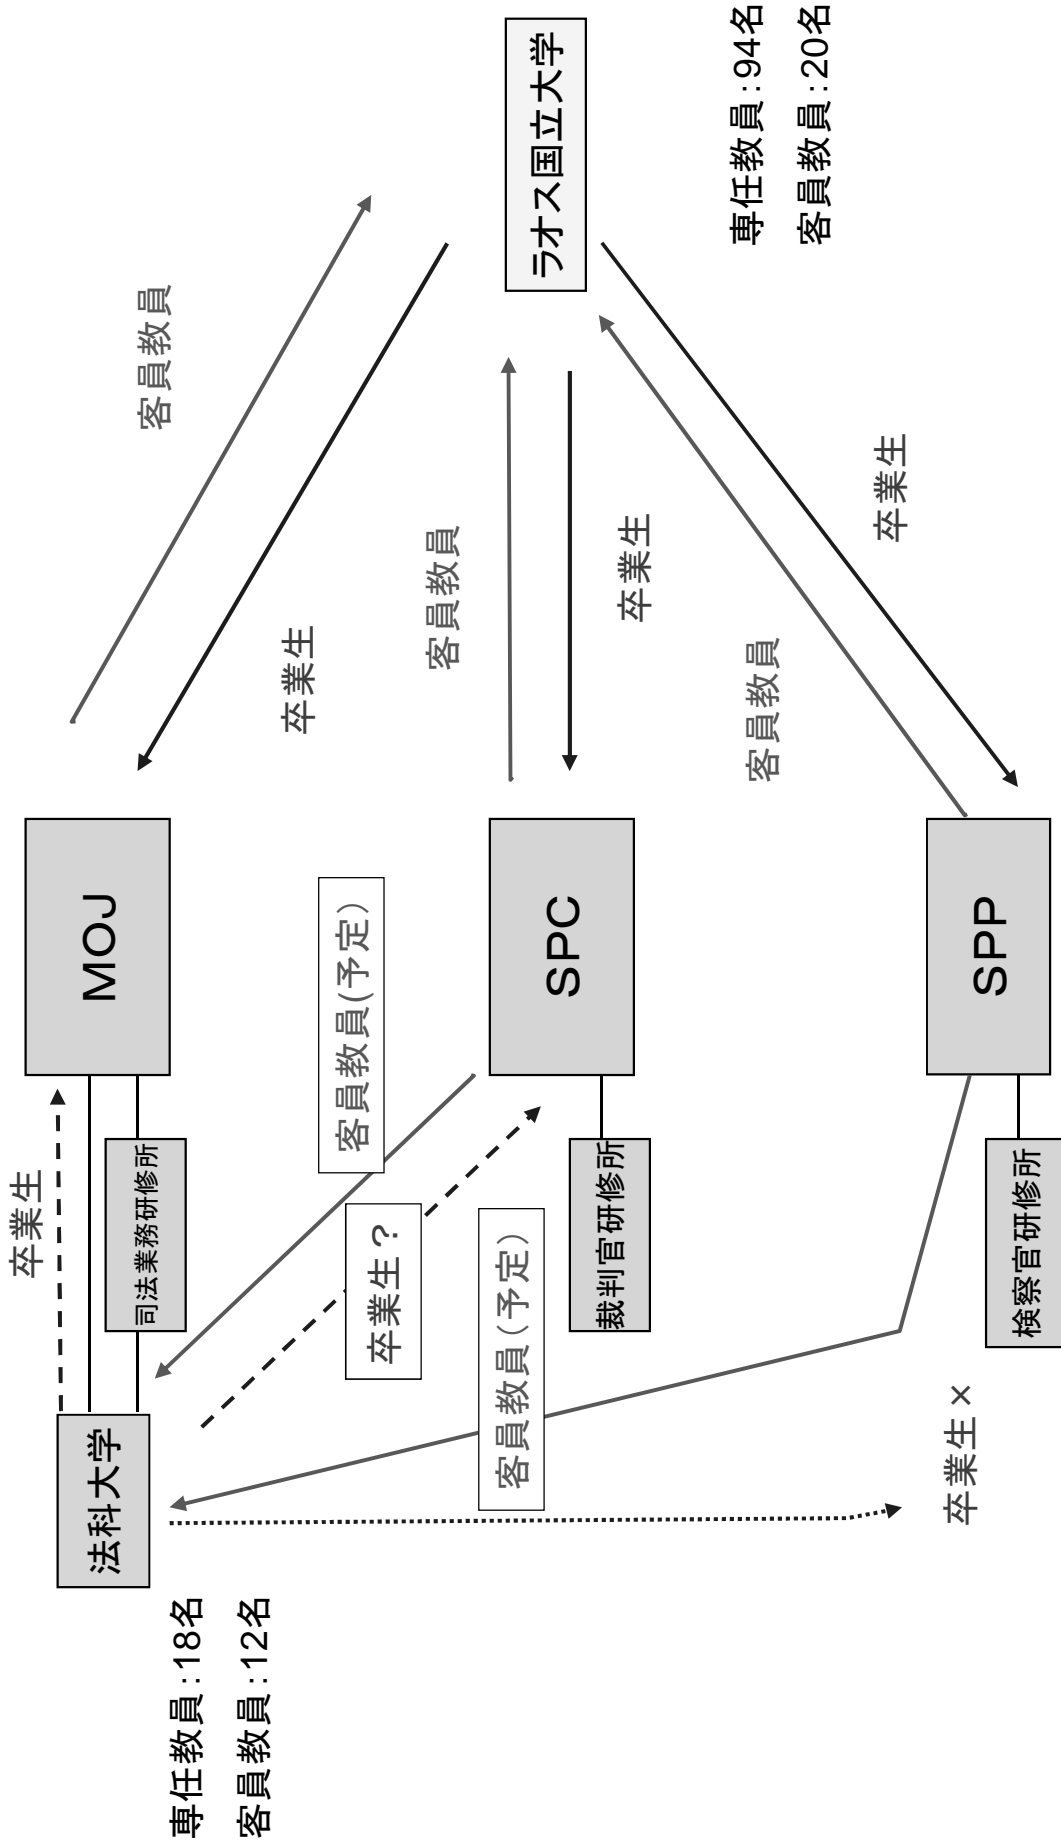 卒業生
法科大学
専任教員:18名
客員教員:12名
司法業務研修所
MOJ
客員教員
卒業生
客員教員(予定)
卒業生?
客員教員(予定)
裁判官研修所
SPC
客員教員
卒業生
ラオス国立大学
専任教員:94名
客員教員:20名
卒業生×
検察官研修所
SPP
客員教員
卒業生